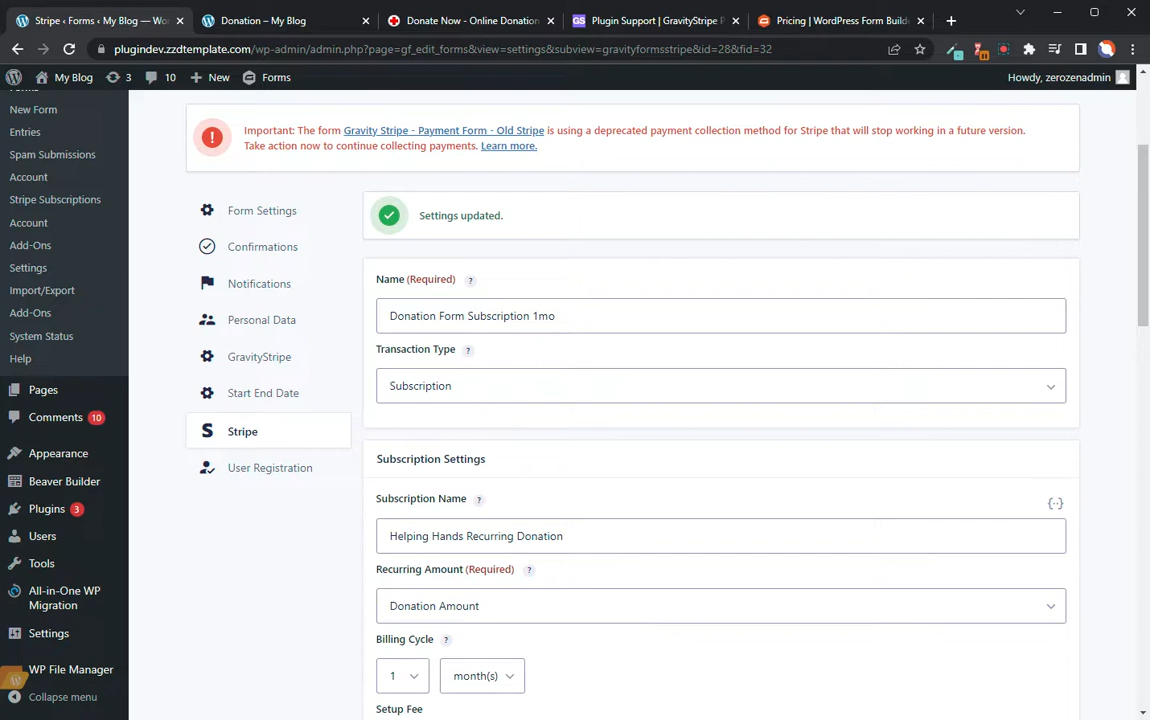 Stripe ‹ Forms ‹ My Blog — Wor
Donation – My Blog
Donate Now - Online Donation
Plugin Support | GravityStripe P
Pricing | WordPress Form Builde
plugindev.zzdtemplate.com/wp-admin/admin.php?page=gf_edit_forms&view=settings&subview=gravityformsstripe&id=28&fid=32
My Blog
3
10
New
Forms
Howdy, zerozenadmin
New Form
Entries
Spam Submissions
Account
Stripe Subscriptions
Account
Add-Ons
Settings
Import/Export
Add-Ons
System Status
Help
Pages
Comments 10
Appearance
Beaver Builder
Plugins 3
Users
Tools
All-in-One WP
Migration
Settings
WP File Manager
Collapse menu
Important: The form Gravity Stripe - Payment Form - Old Stripe is using a deprecated payment collection method for Stripe that will stop working in a future version.
Take action now to continue collecting payments. Learn more.
Form Settings
Confirmations
Notifications
Personal Data
GravityStripe
Start End Date
Stripe
User Registration
Settings updated.
Name (Required) ?
Donation Form Subscription 1mo
Transaction Type ?
Subscription
Subscription Settings
Subscription Name ?
Helping Hands Recurring Donation
Recurring Amount (Required) ?
Donation Amount
Billing Cycle ?
1
month(s)
Setup Fee